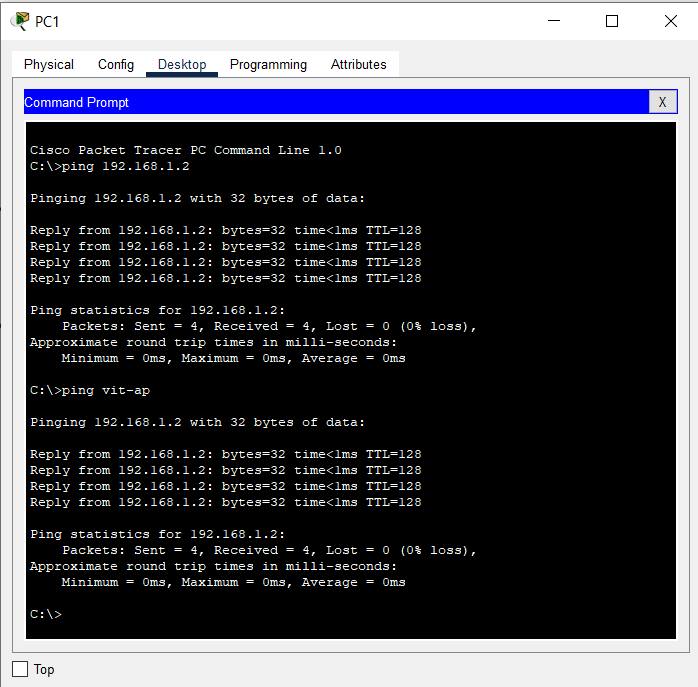 PC1
Physical Config Desktop Programming Attributes
Command Prompt X
Cisco Packet Tracer PC Command Line 1.0
C:\>ping 192.168.1.2
Pinging 192.168.1.2 with 32 bytes of data:
Reply from 192.168.1.2: bytes=32 time<1ms TTL=128
Reply from 192.168.1.2: bytes=32 time<1ms TTL=128
Reply from 192.168.1.2: bytes=32 time<1ms TTL=128
Reply from 192.168.1.2: bytes=32 time<1ms TTL=128
Ping statistics for 192.168.1.2:
    Packets: Sent = 4, Received = 4, Lost = 0 (0% loss),
Approximate round trip times in milli-seconds:
    Minimum = 0ms, Maximum = 0ms, Average = 0ms
C:\>ping vit-ap
Pinging 192.168.1.2 with 32 bytes of data:
Reply from 192.168.1.2: bytes=32 time<1ms TTL=128
Reply from 192.168.1.2: bytes=32 time<1ms TTL=128
Reply from 192.168.1.2: bytes=32 time<1ms TTL=128
Reply from 192.168.1.2: bytes=32 time<1ms TTL=128
Ping statistics for 192.168.1.2:
    Packets: Sent = 4, Received = 4, Lost = 0 (0% loss),
Approximate round trip times in milli-seconds:
    Minimum = 0ms, Maximum = 0ms, Average = 0ms
C:\>
Top